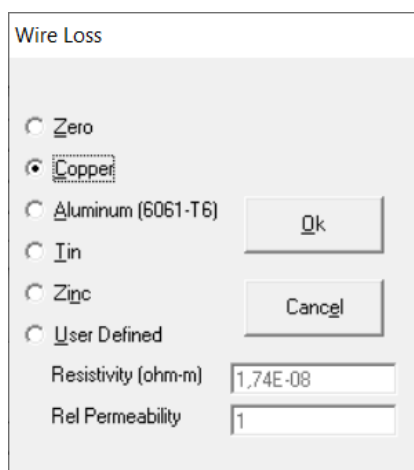 Wire Loss
Zero
Copper
Aluminum (6061-T6)
Ok
Tin
Zinc
Cancel
User Defined
Resistivity (ohm-m) 1,74E-08
Rel Permeability 1